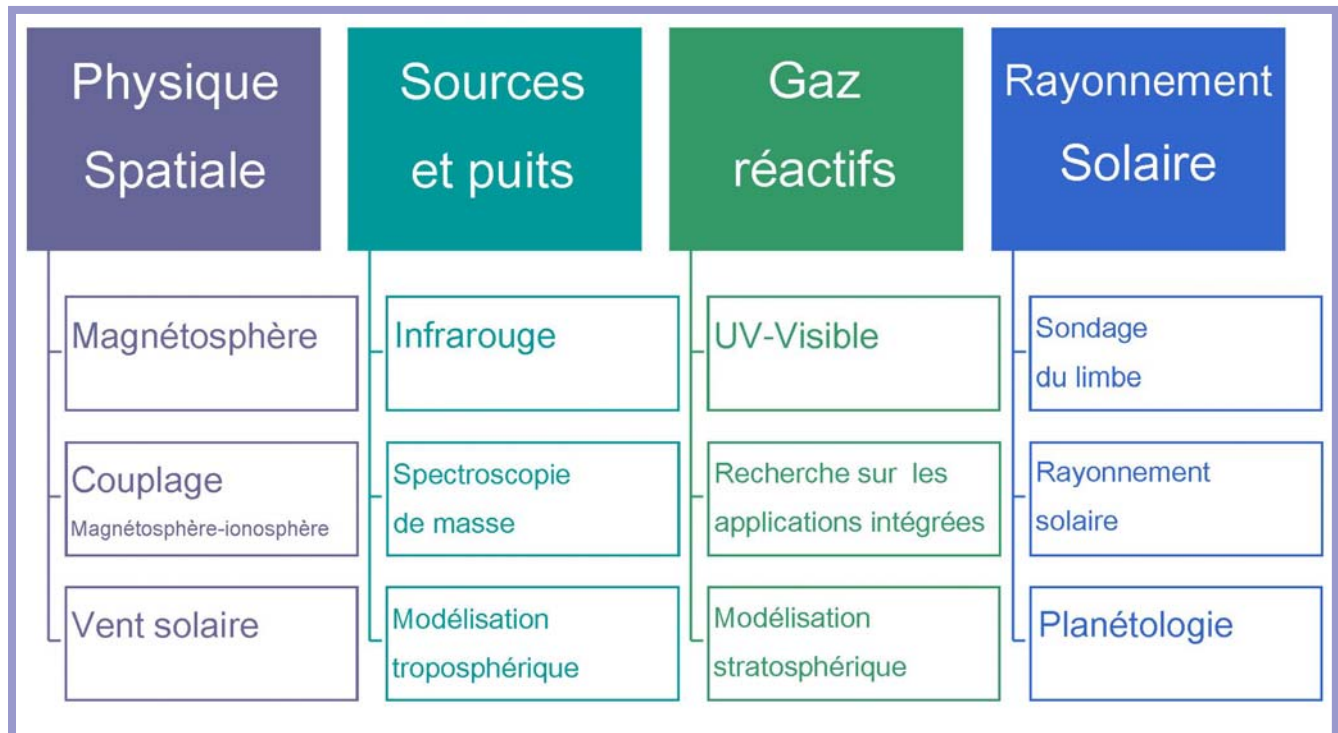 Physique
Spatiale
Magnétosphère
Couplage
Magnétosphère-ionosphère
Vent solaire
Sources
et puits
Infrarouge
Spectroscopie
de masse
Modélisation
troposphérique
Gaz
réactifs
UV-Visible
Recherche sur les
applications intégrées
Modélisation
stratosphérique
Rayonnement
Solaire
Sondage
du limbe
Rayonnement
solaire
Planétologie